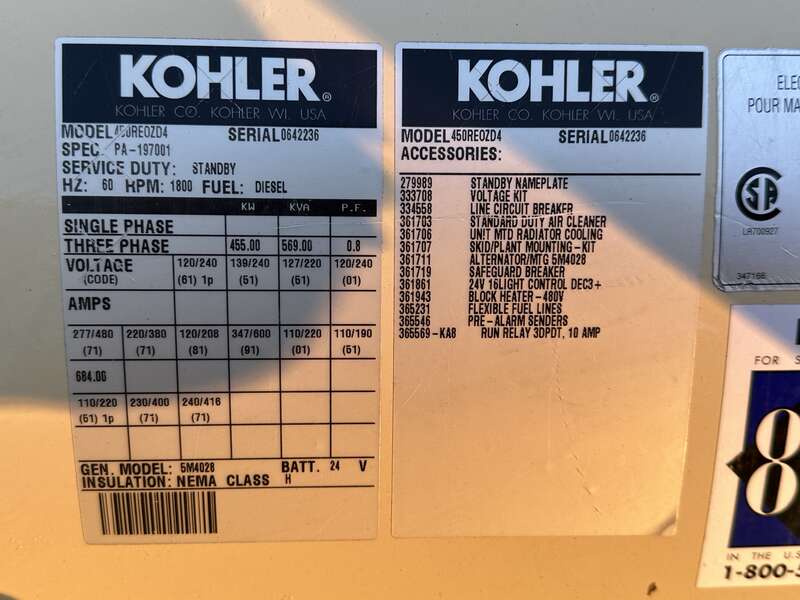 KOHLER®
KOHLER CO. KOHLER WI. USA
MODEL 450REOZD4 SERIAL 0642236
SPEC. PA-197001
SERVICE DUTY: STANDBY
HZ: 60 RPM: 1800 FUEL: DIESEL
KW KVA P.F.
SINGLE PHASE
THREE PHASE 455.00 569.00 0.8
VOLTAGE 120/240 139/240 127/220 120/240
(CODE) (61) 1p (51) (51) (01)
AMPS
277/480 220/380 120/208 347/600 110/220 110/190
(71) (71) (81) (91) (01) (61)
684.00
110/220 230/400 240/416
(61) 1p (71) (71)
GEN. MODEL: 5M4028 BATT. 24 V
INSULATION: NEMA CLASS H
KOHLER®
KOHLER CO. KOHLER WI. USA
MODEL 450REOZD4 SERIAL 0642236
ACCESSORIES:
279989 STANDBY NAMEPLATE
333708 VOLTAGE KIT
334558 LINE CIRCUIT BREAKER
361703 STANDARD DUTY AIR CLEANER
361706 UNIT MTD RADIATOR COOLING
361707 SKID/PLANT MOUNTING-KIT
361711 ALTERNATOR/MTG 5M4028
361719 SAFEGUARD BREAKER
361861 24V 16LIGHT CONTROL DEC3+
361943 BLOCK HEATER-480V
365231 FLEXIBLE FUEL LINES
365546 PRE-ALARM SENDERS
365569-KA8 RUN RELAY 3DPDT, 10 AMP
ELEC
POUR MA
SA
LR700927
347166
FOR S
8
IN THE U.S
1-800-5